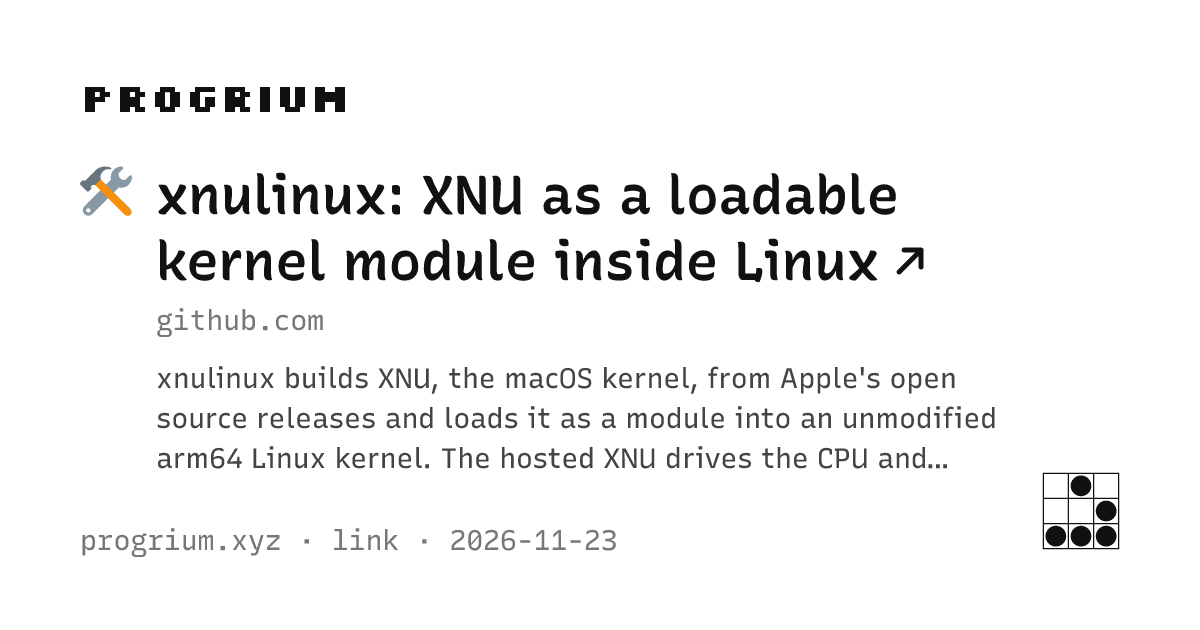 PROGRIUM
xnulinux: XNU as a loadable
kernel module inside Linux ↗
github.com
xnulinux builds XNU, the macOS kernel, from Apple's open
source releases and loads it as a module into an unmodified
arm64 Linux kernel. The hosted XNU drives the CPU and...
progrium.xyz · link · 2026-11-23